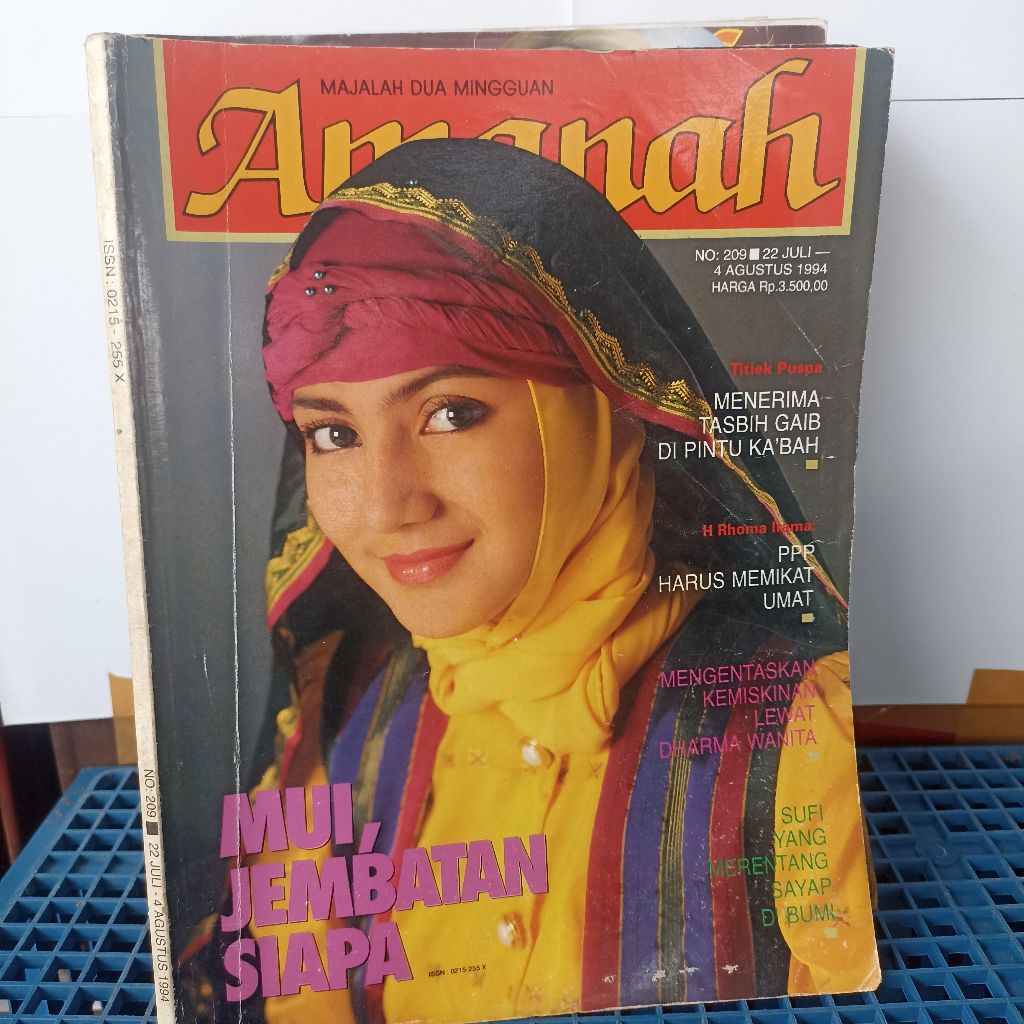 MAJALAH DUA MINGGUAN
Amanah
NO: 209 ■ 22 JULI —
4 AGUSTUS 1994
HARGA Rp.3.500,00
Titiek Puspa
MENERIMA
TASBIH GAIB
DI PINTU KA'BAH
H Rhoma Irama:
PPP
HARUS MEMIKAT
UMAT
MENGENTASKAN
KEMISKINAN
LEWAT
DHARMA WANITA
SUFI
YANG
MERENTANG
SAYAP
DI BUMI
MUI,
JEMBATAN
SIAPA
ISSN : 0215-255 X
ISSN : 0215 - 255 X
NO: 209 ■ 22 JULI - 4 AGUSTUS 1994